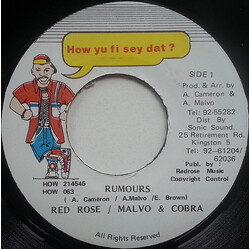 How yu fi sey dat ?
SIDE 1
Prod. & Arr. by
A. Cameron &
A. Malvo
Tel: 92-55282
Dist By
Sonic Sound.
25 Retirement Rd.
Kingston 5
Tel: 92-61204/
62036
Publ. by :
Redrose Music
Copyright Control
HOW 214545
HOW 063
RUMOURS
( A. Cameron / A,Malvo /E. Brown)
RED ROSE / MALVO & COBRA
All Rights Reserved